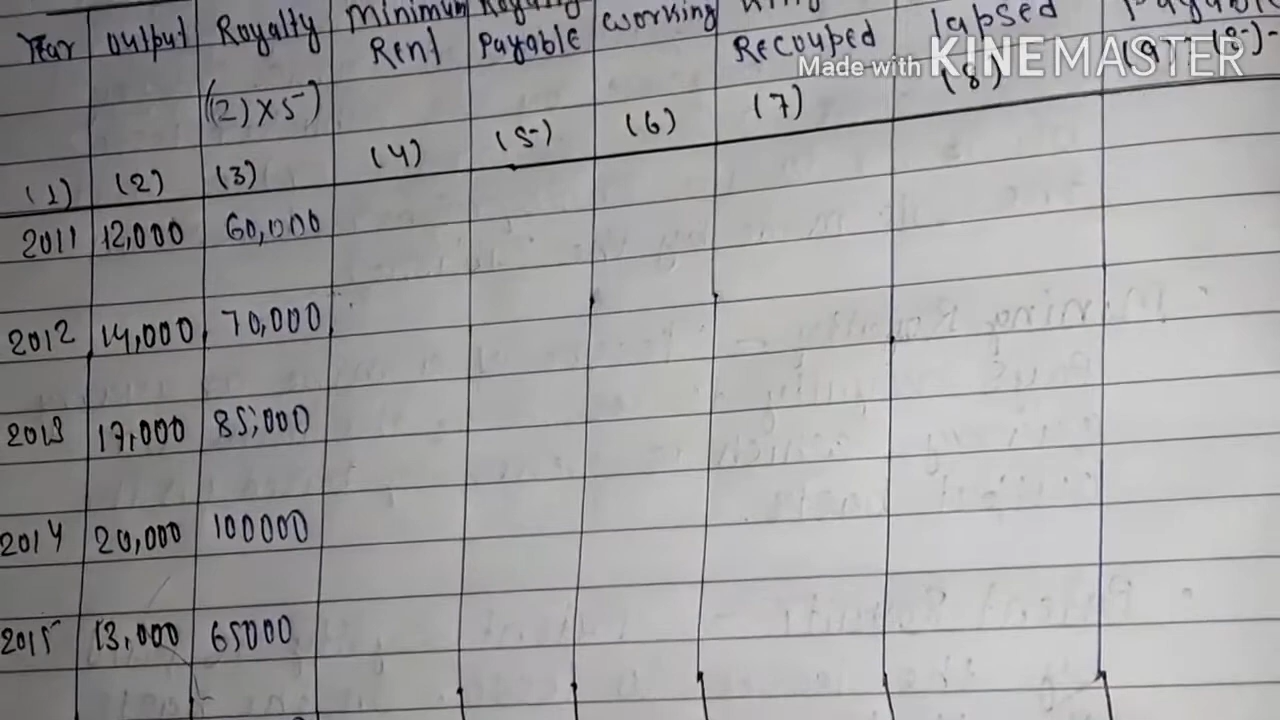 Year output Royalty Minimum Rent Payable working Recouped lapsed
Made with KINEMASTER
((2)×5)
(1) (2) (3) (4) (5) (6) (7) (8)
2011 12,000 60,000
2012 14,000 70,000
2013 17,000 85,000
2014 20,000 100000
2015 13,000 65000